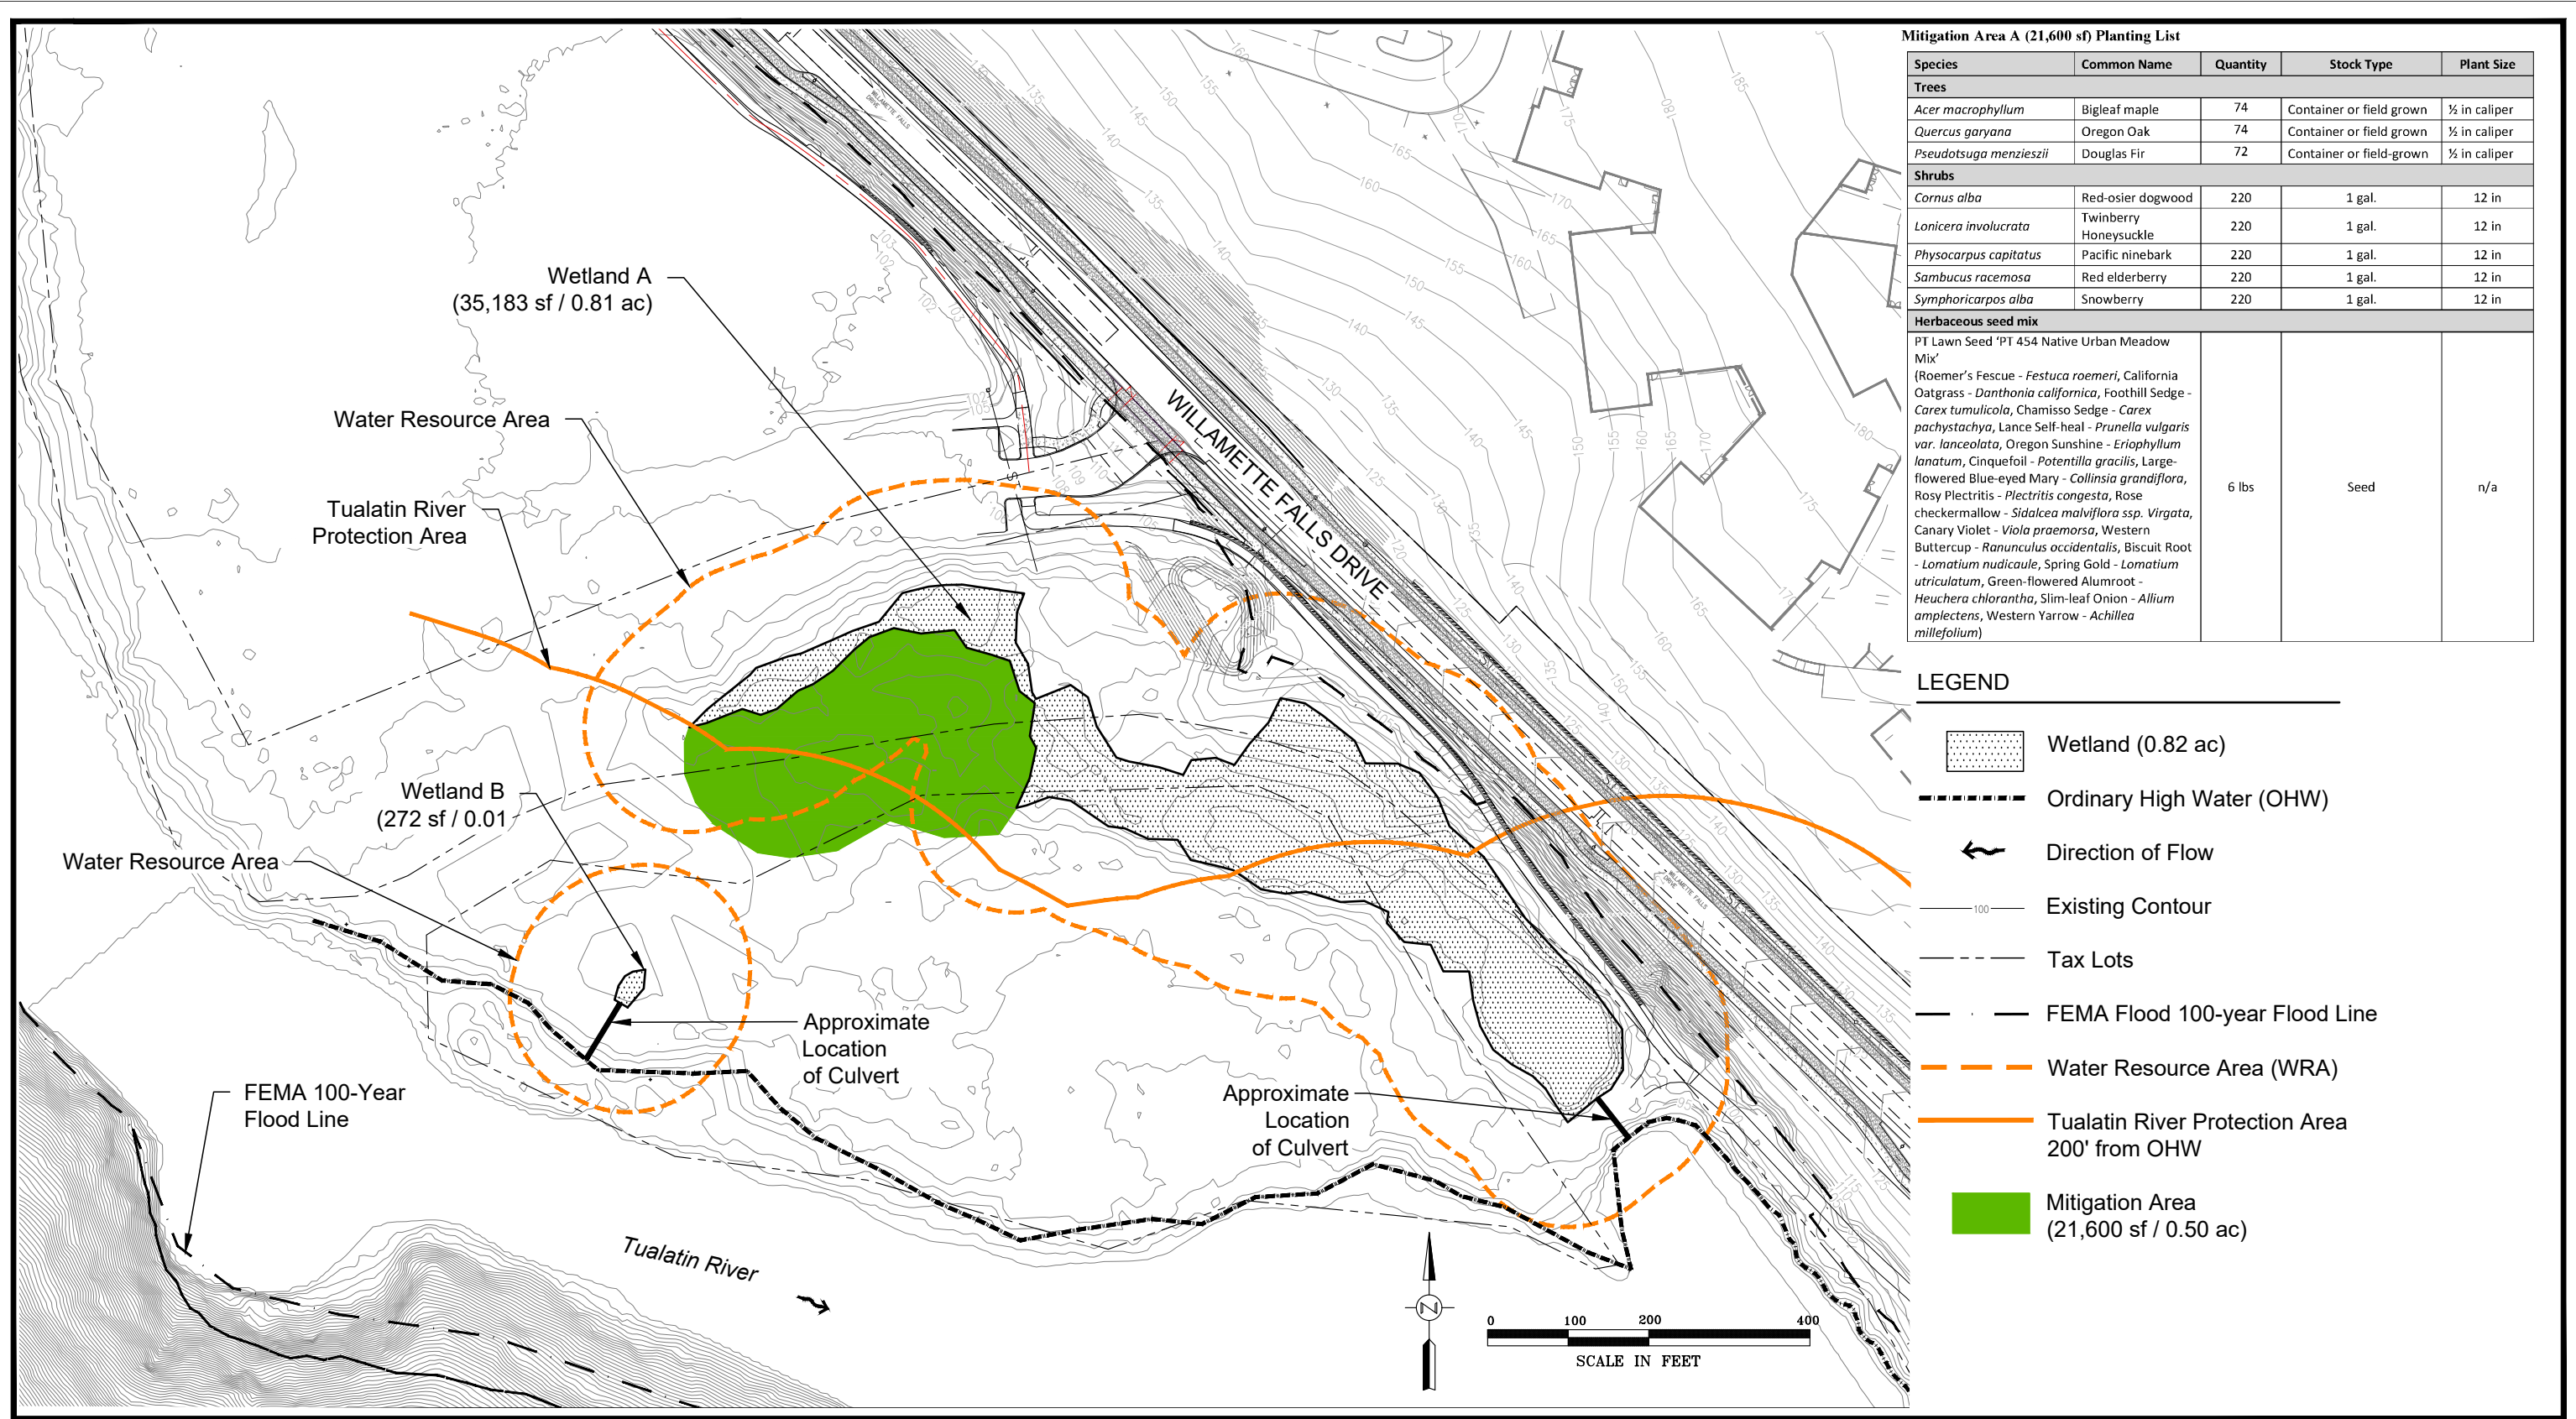 Mitigation Area A (21,600 sf) Planting List
Species Common Name Quantity Stock Type Plant Size
Trees
Acer macrophyllum Bigleaf maple 74 Container or field grown ½ in caliper
Quercus garyana Oregon Oak 74 Container or field grown ½ in caliper
Pseudotsuga menzieszii Douglas Fir 72 Container or field-grown ½ in caliper
Shrubs
Cornus alba Red-osier dogwood 220 1 gal. 12 in
Lonicera involucrata Twinberry Honeysuckle 220 1 gal. 12 in
Physocarpus capitatus Pacific ninebark 220 1 gal. 12 in
Sambucus racemosa Red elderberry 220 1 gal. 12 in
Symphoricarpos alba Snowberry 220 1 gal. 12 in
Herbaceous seed mix
PT Lawn Seed ‘PT 454 Native Urban Meadow
Mix’
(Roemer’s Fescue - Festuca roemeri, California
Oatgrass - Danthonia californica, Foothill Sedge -
Carex tumulicola, Chamisso Sedge - Carex
pachystachya, Lance Self-heal - Prunella vulgaris
var. lanceolata, Oregon Sunshine - Eriophyllum
lanatum, Cinquefoil - Potentilla gracilis, Large-
flowered Blue-eyed Mary - Collinsia grandiflora,
Rosy Plectritis - Plectritis congesta, Rose
checkermallow - Sidalcea malviflora ssp. Virgata,
Canary Violet - Viola praemorsa, Western
Buttercup - Ranunculus occidentalis, Biscuit Root
- Lomatium nudicaule, Spring Gold - Lomatium
utriculatum, Green-flowered Alumroot -
Heuchera chlorantha, Slim-leaf Onion - Allium
amplectens, Western Yarrow - Achillea
millefolium)
6 lbs Seed n/a
LEGEND
Wetland (0.82 ac)
Ordinary High Water (OHW)
Direction of Flow
100 Existing Contour
Tax Lots
FEMA Flood 100-year Flood Line
Water Resource Area (WRA)
Tualatin River Protection Area
200' from OHW
Mitigation Area
(21,600 sf / 0.50 ac)
Wetland A
(35,183 sf / 0.81 ac)
Water Resource Area
Tualatin River
Protection Area
Wetland B
(272 sf / 0.01
Water Resource Area
FEMA 100-Year
Flood Line
Approximate
Location
of Culvert
Approximate
Location
of Culvert
Tualatin River
WILLAMETTE FALLS DRIVE
WILLAMETTE FALLS
DRIVE
WILLAMETTE FALLS
DRIVE
N
0 100 200 400
SCALE IN FEET